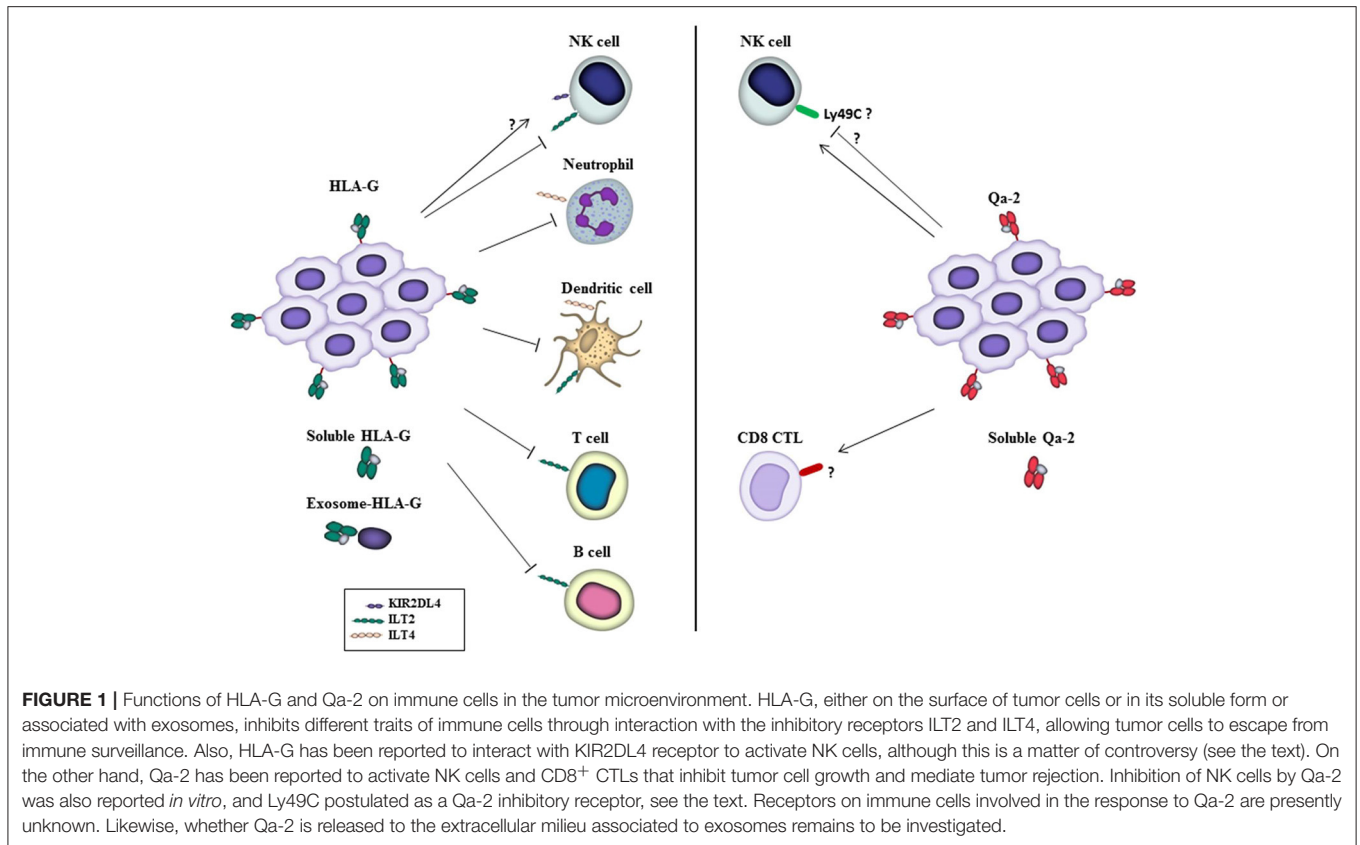 NK cell
?
Neutrophil
HLA-G
Dendritic cell
Soluble HLA-G
T cell
Exosome-HLA-G
B cell
KIR2DL4
ILT2
ILT4
NK cell
Ly49C ?
?
Qa-2
CD8 CTL
Soluble Qa-2
?
FIGURE 1 | Functions of HLA-G and Qa-2 on immune cells in the tumor microenvironment. HLA-G, either on the surface of tumor cells or in its soluble form or
associated with exosomes, inhibits different traits of immune cells through interaction with the inhibitory receptors ILT2 and ILT4, allowing tumor cells to escape from
immune surveillance. Also, HLA-G has been reported to interact with KIR2DL4 receptor to activate NK cells, although this is a matter of controversy (see the text). On
the other hand, Qa-2 has been reported to activate NK cells and CD8+ CTLs that inhibit tumor cell growth and mediate tumor rejection. Inhibition of NK cells by Qa-2
was also reported in vitro, and Ly49C postulated as a Qa-2 inhibitory receptor, see the text. Receptors on immune cells involved in the response to Qa-2 are presently
unknown. Likewise, whether Qa-2 is released to the extracellular milieu associated to exosomes remains to be investigated.